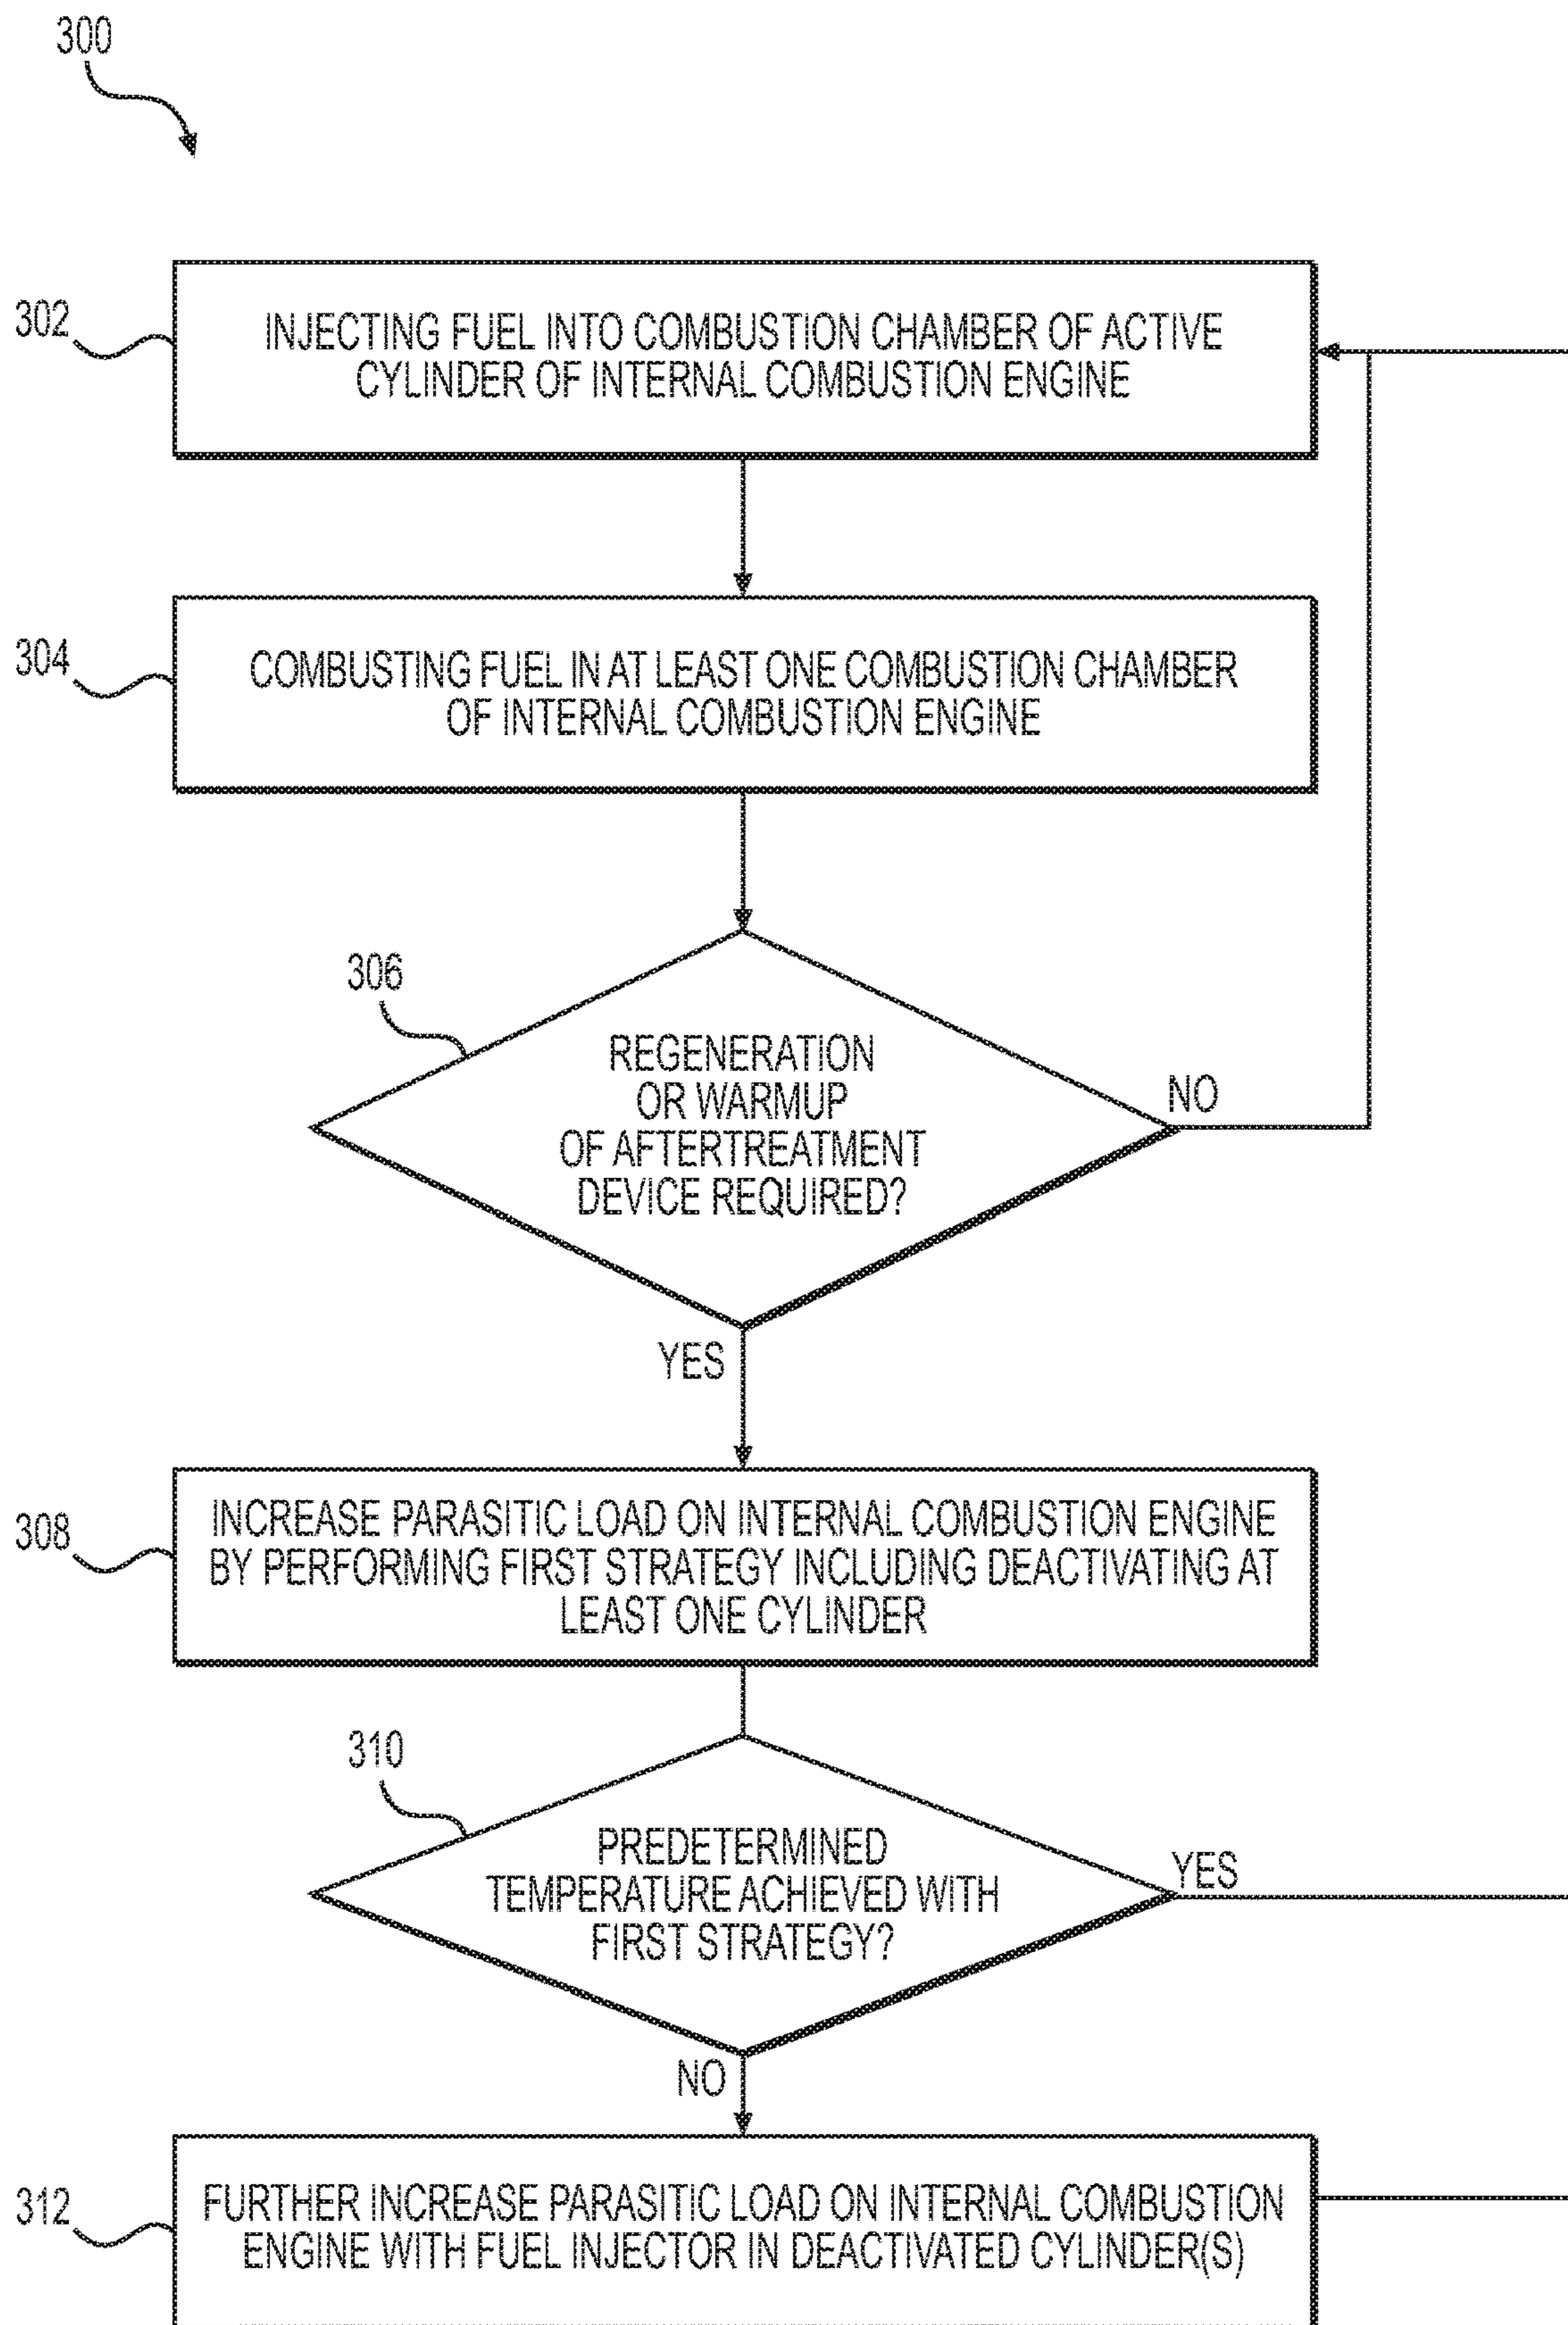 300
302
INJECTING FUEL INTO COMBUSTION CHAMBER OF ACTIVE
CYLINDER OF INTERNAL COMBUSTION ENGINE
304
COMBUSTING FUEL IN AT LEAST ONE COMBUSTION CHAMBER
OF INTERNAL COMBUSTION ENGINE
306
REGENERATION
OR WARMUP
OF AFTERTREATMENT
DEVICE REQUIRED?
NO
YES
308
INCREASE PARASITIC LOAD ON INTERNAL COMBUSTION ENGINE
BY PERFORMING FIRST STRATEGY INCLUDING DEACTIVATING AT
LEAST ONE CYLINDER
310
PREDETERMINED
TEMPERATURE ACHIEVED WITH
FIRST STRATEGY?
YES
NO
312
FURTHER INCREASE PARASITIC LOAD ON INTERNAL COMBUSTION
ENGINE WITH FUEL INJECTOR IN DEACTIVATED CYLINDER(S)